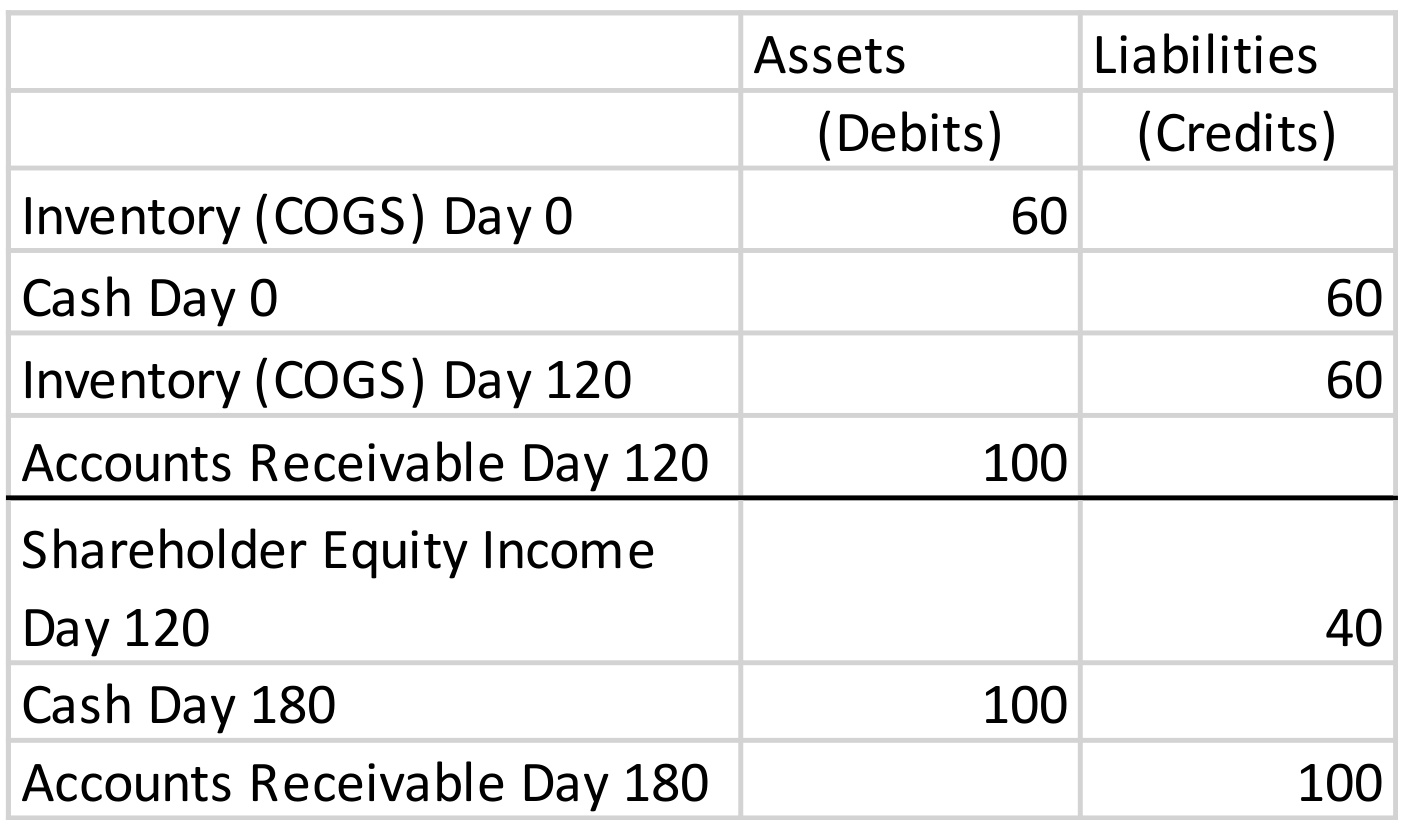 Assets Liabilities
(Debits) (Credits)
Inventory (COGS) Day 0 60
Cash Day 0 60
Inventory (COGS) Day 120 60
Accounts Receivable Day 120 100
Shareholder Equity Income
Day 120 40
Cash Day 180 100
Accounts Receivable Day 180 100